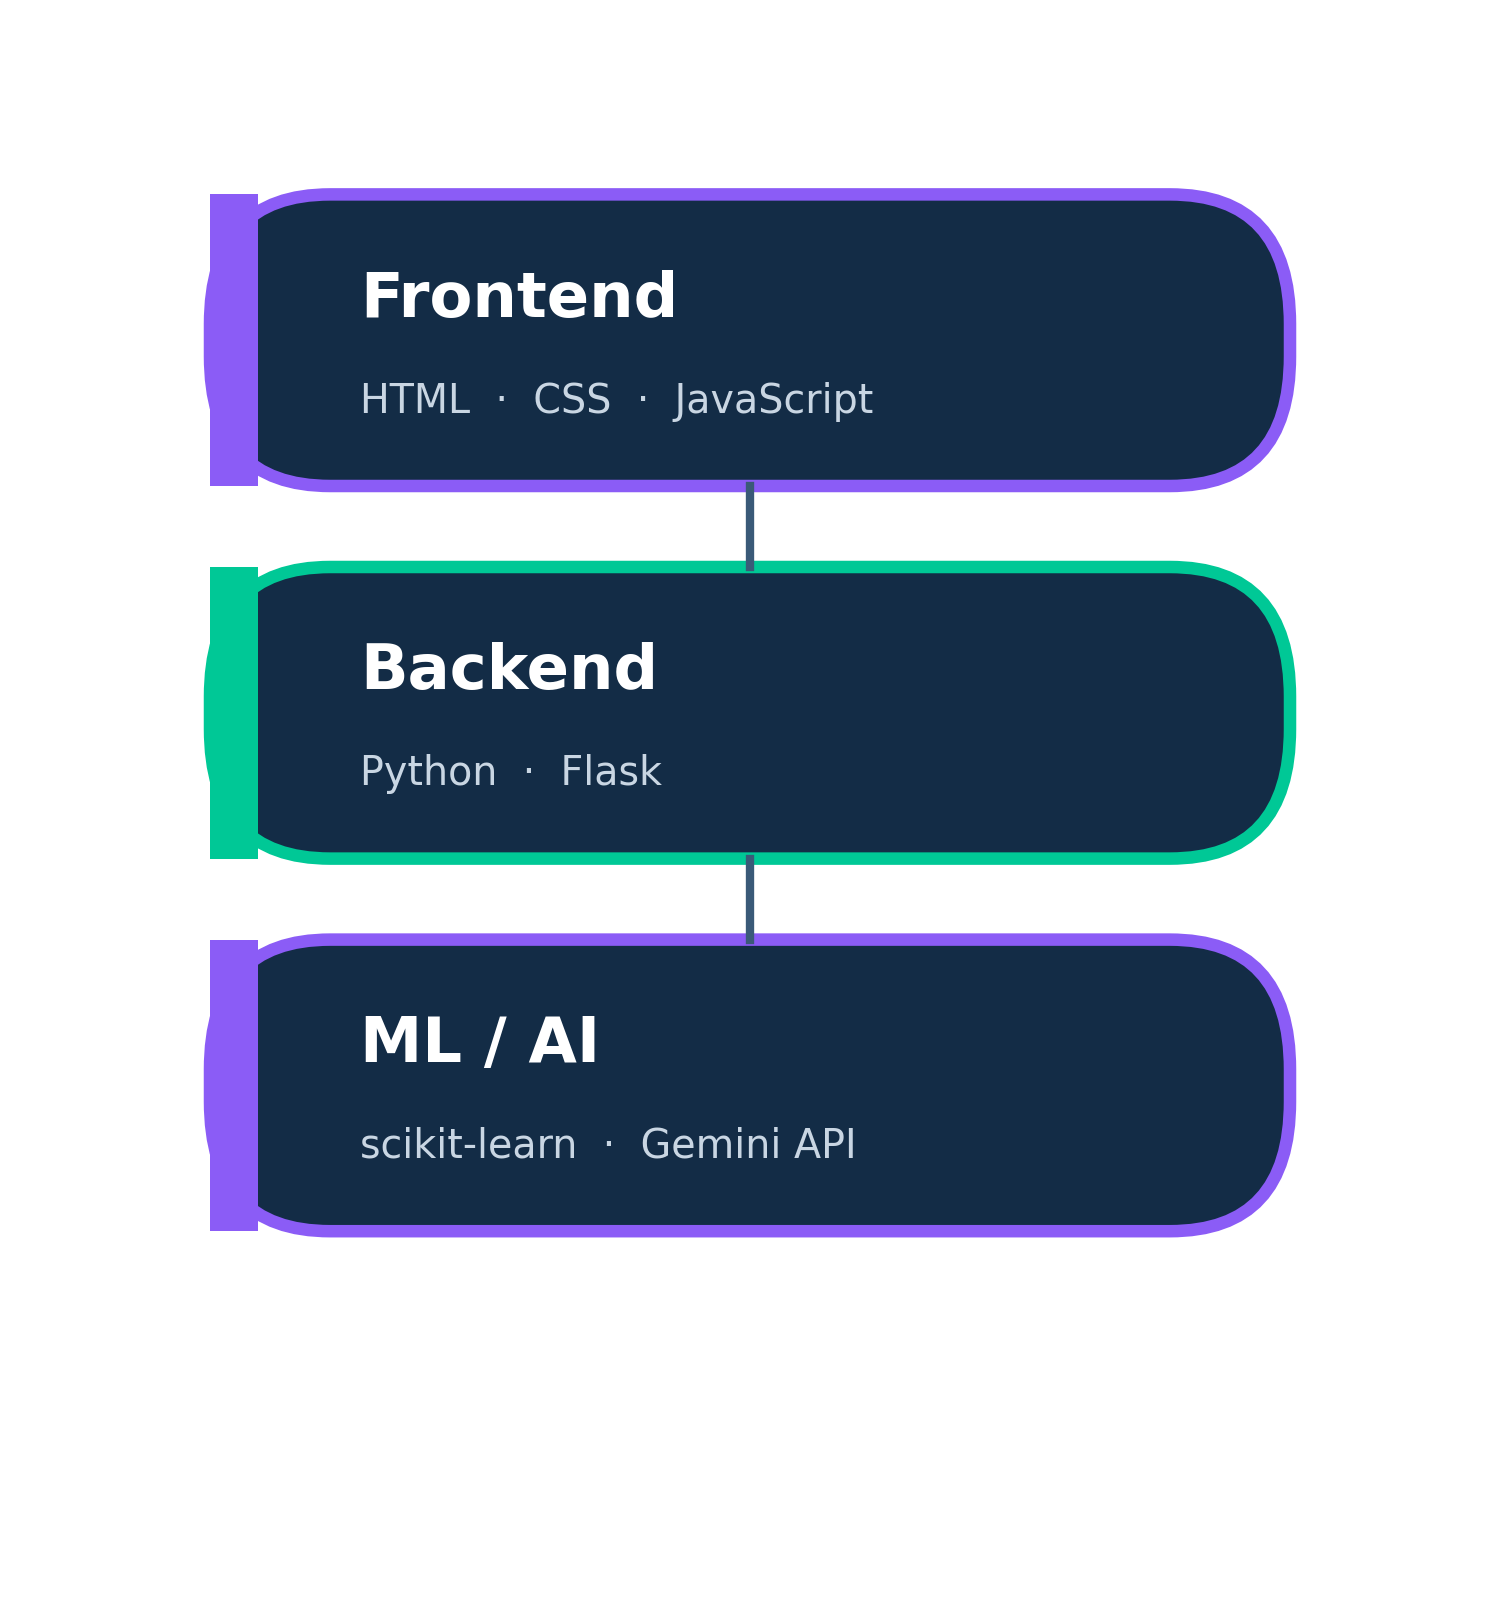 Frontend
HTML · CSS · JavaScript
Backend
Python · Flask
ML / AI
scikit-learn · Gemini API